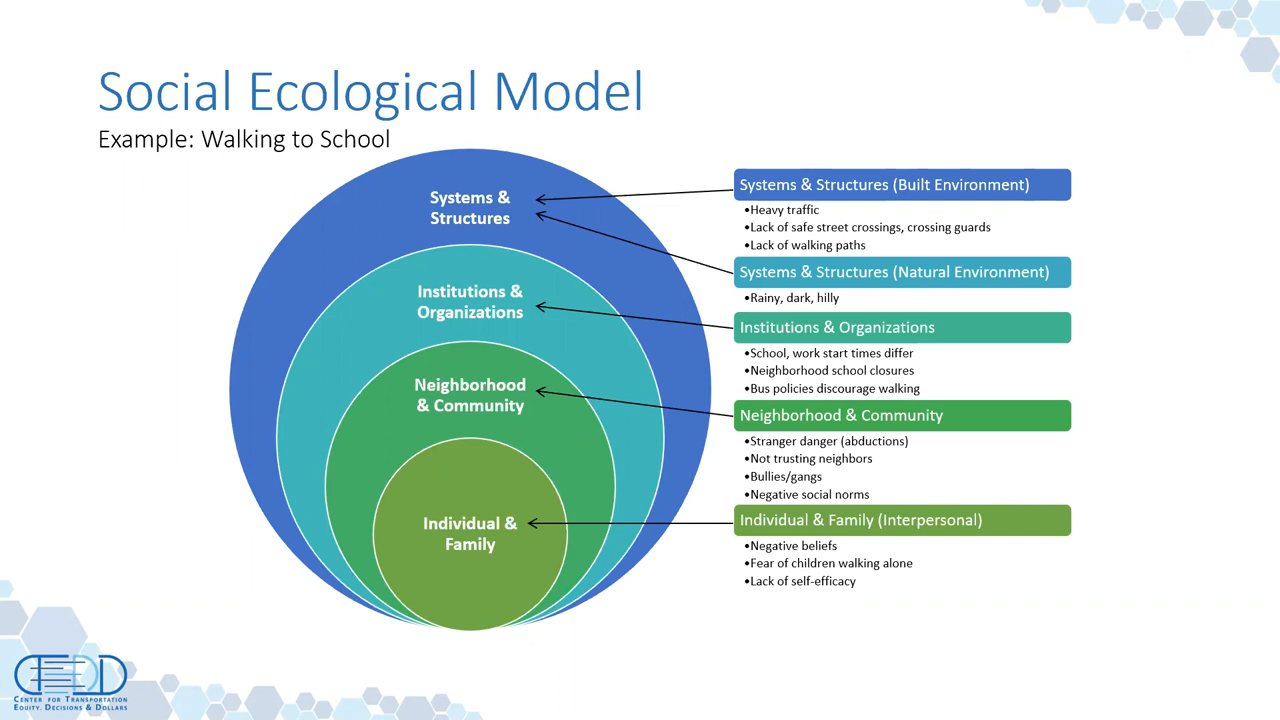 Social Ecological Model
Example: Walking to School
Systems &
Structures
Institutions &
Organizations
Neighborhood
& Community
Individual &
Family
Systems & Structures (Built Environment)
•Heavy traffic
•Lack of safe street crossings, crossing guards
•Lack of walking paths
Systems & Structures (Natural Environment)
•Rainy, dark, hilly
Institutions & Organizations
•School, work start times differ
•Neighborhood school closures
•Bus policies discourage walking
Neighborhood & Community
•Stranger danger (abductions)
•Not trusting neighbors
•Bullies/gangs
•Negative social norms
Individual & Family (Interpersonal)
•Negative beliefs
•Fear of children walking alone
•Lack of self-efficacy
CTEDD
Center for Transportation
Equity, Decisions & Dollars